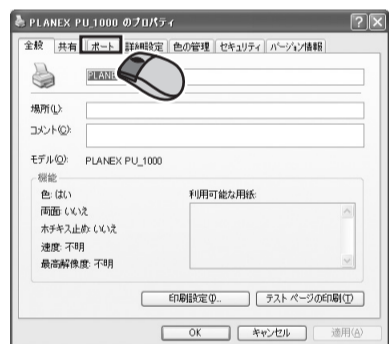 PLANEX PU_1000 のプロパティ
全般 共有 ポート 詳細設定 色の管理 セキュリティ バージョン情報
場所(L):
コメント(C):
モデル(O): PLANEX PU_1000
機能
色: はい
両面: いいえ
ホチキス止め: いいえ
速度: 不明
最高解像度: 不明
利用可能な用紙:
印刷設定(I)... テスト ページの印刷(T)
OK キャンセル 適用(A)